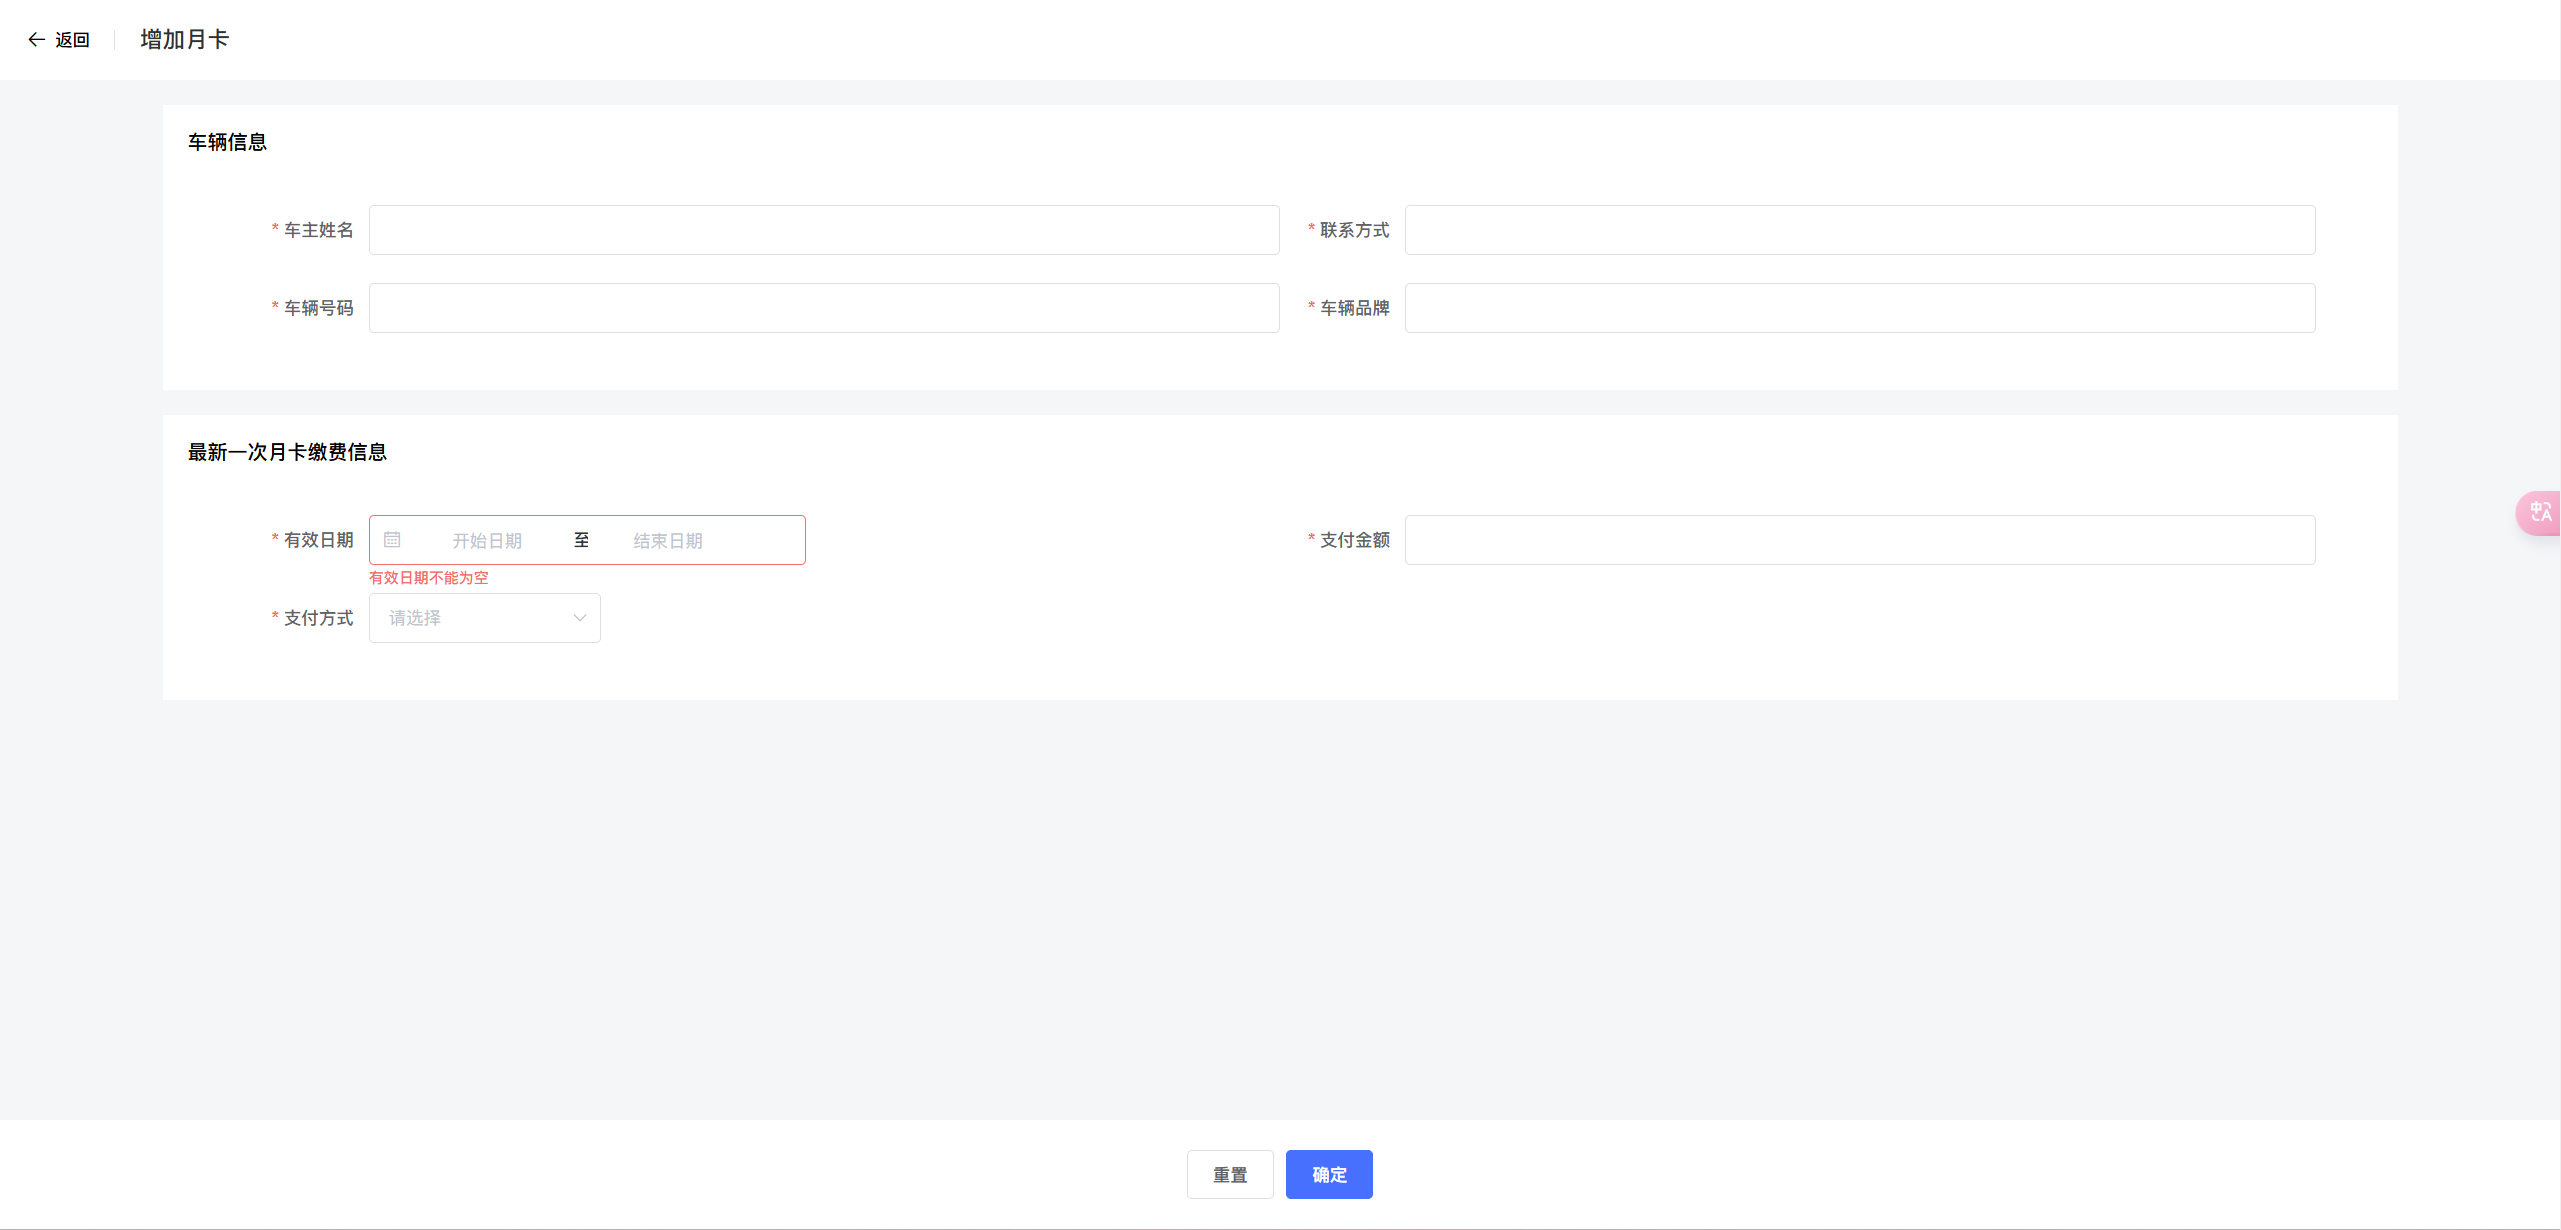 返回 增加月卡
车辆信息
* 车主姓名 * 联系方式
* 车辆号码 * 车辆品牌
最新一次月卡缴费信息
* 有效日期 开始日期 至 结束日期 * 支付金额
有效日期不能为空
* 支付方式 请选择
重置 确定
中A